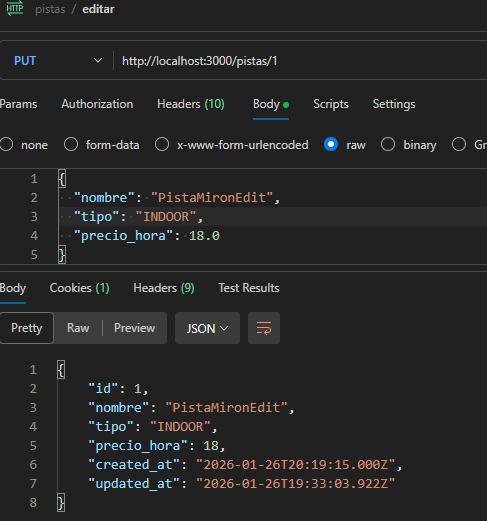 HTTP pistas / editar
PUT http://localhost:3000/pistas/1
Params Authorization Headers (10) Body Scripts Settings
none form-data x-www-form-urlencoded raw binary Gr
1 {
2 "nombre": "PistaMironEdit",
3 "tipo": "INDOOR",
4 "precio_hora": 18.0
5 }
Body Cookies (1) Headers (9) Test Results
Pretty Raw Preview JSON
1 {
2 "id": 1,
3 "nombre": "PistaMironEdit",
4 "tipo": "INDOOR",
5 "precio_hora": 18,
6 "created_at": "2026-01-26T20:19:15.000Z",
7 "updated_at": "2026-01-26T19:33:03.922Z"
8 }